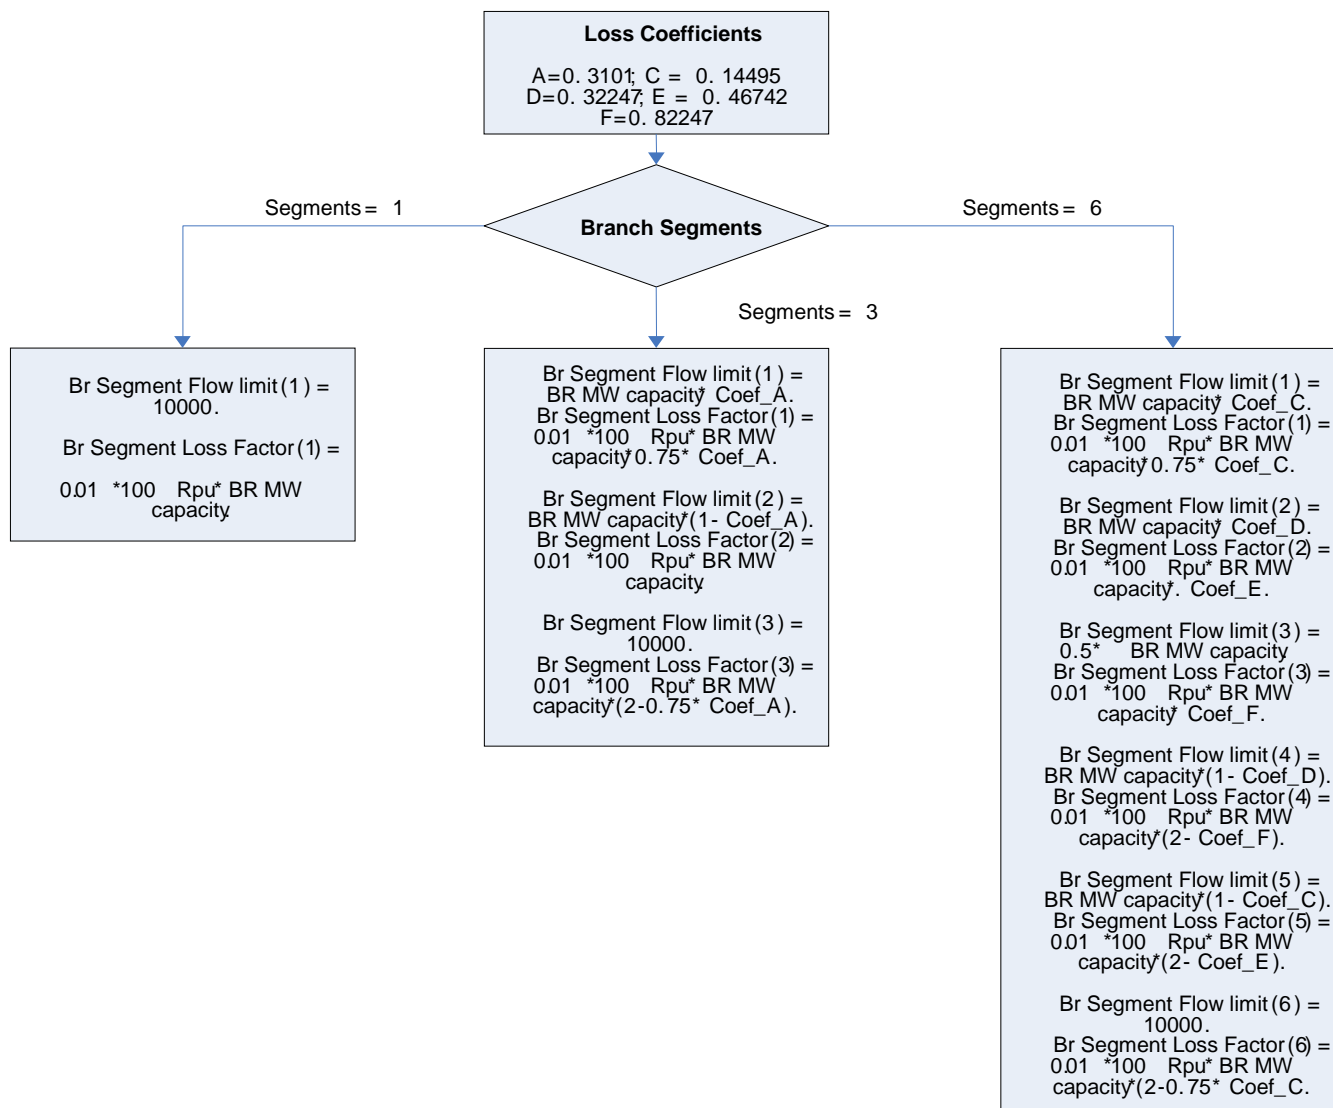 Loss Coefficients
A=0. 3101; C = 0. 14495
D=0. 32247; E = 0. 46742
F=0. 82247
Segments = 1
Branch Segments
Segments = 6
Segments = 3
Br Segment Flow limit (1 ) =
10000.
Br Segment Loss Factor (1) =
0.01 *100 Rpu* BR MW
capacity.
Br Segment Flow limit (1 ) =
BR MW capacity* Coef_A.
Br Segment Loss Factor (1) =
0.01 *100 Rpu* BR MW
capacity*0. 75* Coef_A.
Br Segment Flow limit (2 ) =
BR MW capacity*(1- Coef_A).
Br Segment Loss Factor (2) =
0.01 *100 Rpu* BR MW
capacity.
Br Segment Flow limit (3 ) =
10000.
Br Segment Loss Factor (3) =
0.01 *100 Rpu* BR MW
capacity*(2-0.75* Coef_A).
Br Segment Flow limit (1 ) =
BR MW capacity* Coef_C.
Br Segment Loss Factor (1) =
0.01 *100 Rpu* BR MW
capacity*0. 75* Coef_C.
Br Segment Flow limit (2 ) =
BR MW capacity* Coef_D.
Br Segment Loss Factor (2) =
0.01 *100 Rpu* BR MW
capacity*. Coef_E.
Br Segment Flow limit (3 ) =
0.5* BR MW capacity.
Br Segment Loss Factor (3) =
0.01 *100 Rpu* BR MW
capacity* Coef_F.
Br Segment Flow limit (4 ) =
BR MW capacity*(1- Coef_D).
Br Segment Loss Factor (4) =
0.01 *100 Rpu* BR MW
capacity*(2- Coef_F).
Br Segment Flow limit (5 ) =
BR MW capacity*(1- Coef_C).
Br Segment Loss Factor (5) =
0.01 *100 Rpu* BR MW
capacity*(2- Coef_E).
Br Segment Flow limit (6 ) =
10000.
Br Segment Loss Factor (6) =
0.01 *100 Rpu* BR MW
capacity*(2-0. 75* Coef_C.